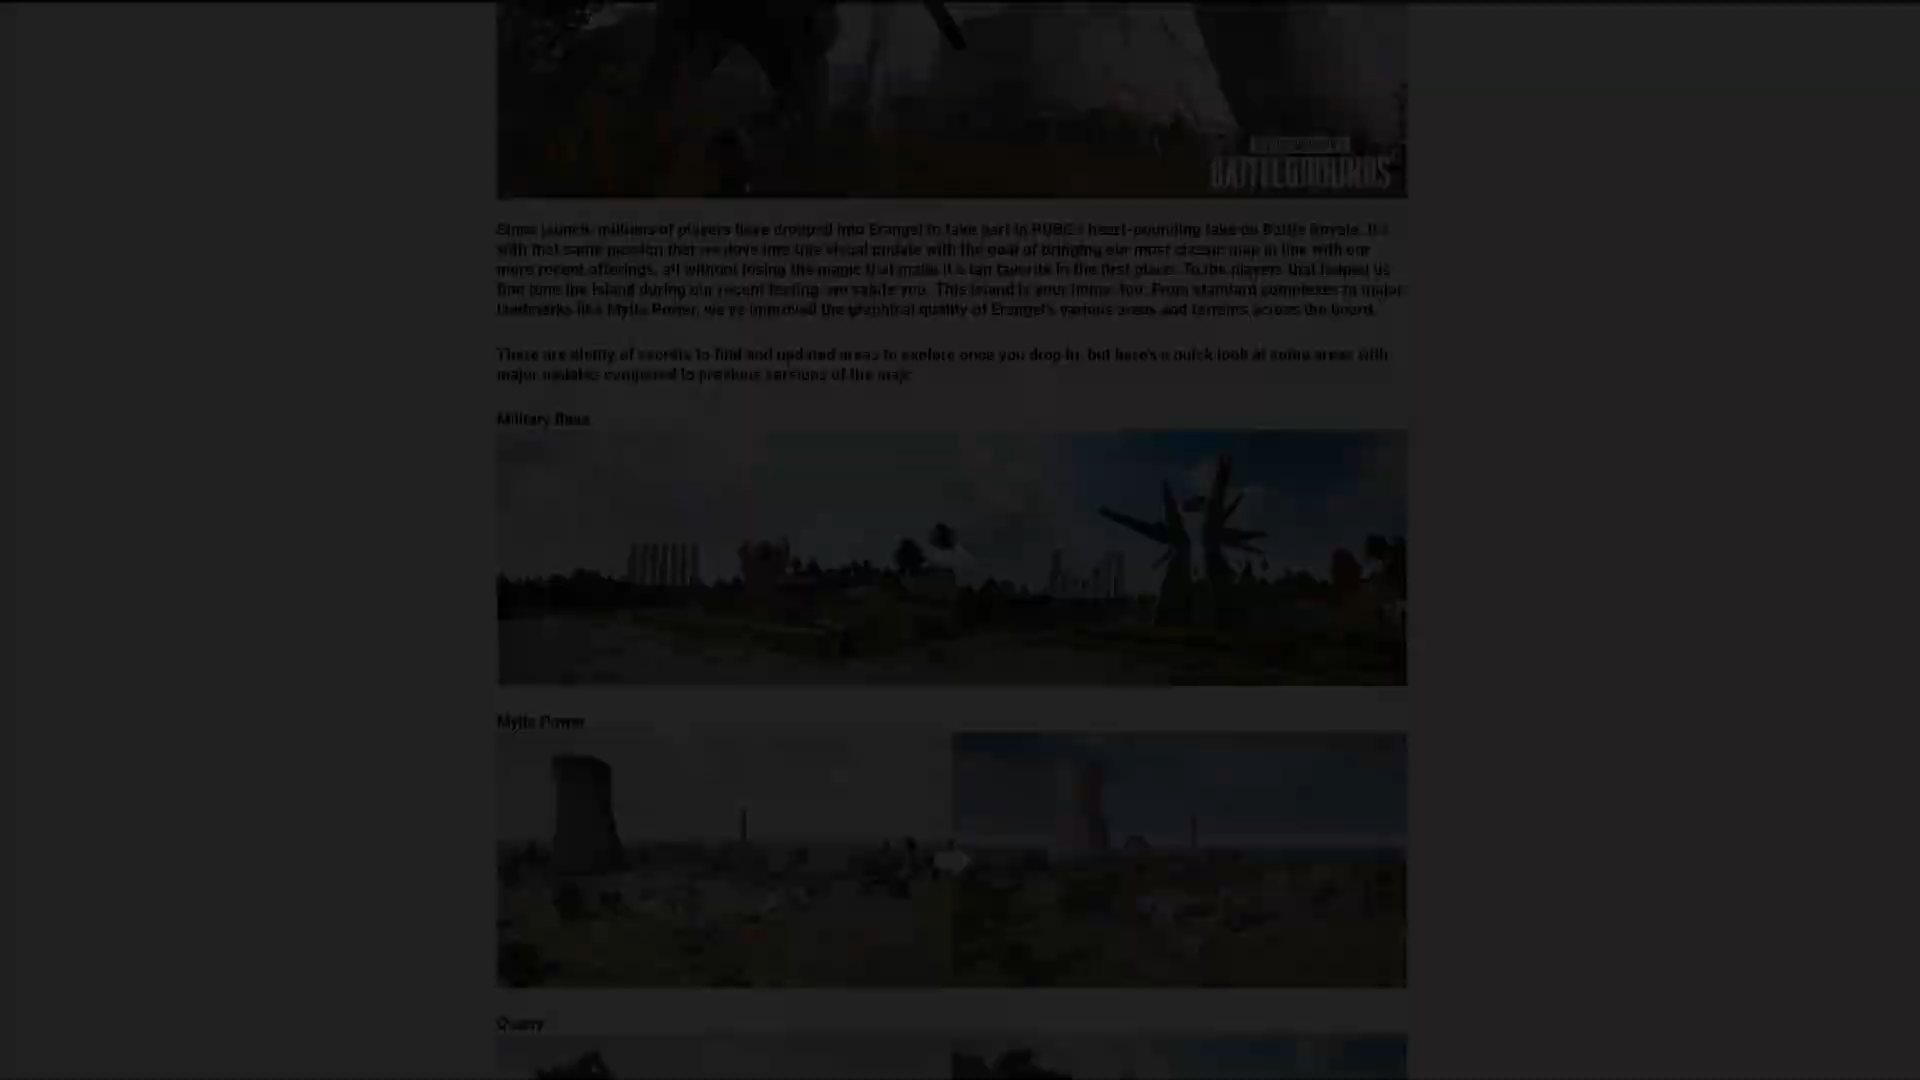 BATTLEGROUNDS
Since launch, millions of players have dropped into Erangel to take part in PUBG's heart-pounding take on Battle Royale. It's
with that same passion that we dove into this visual update with the goal of bringing our most classic map in line with our
more recent offerings, all without losing the magic that made it a fan favorite in the first place. To the players that helped us
fine tune the island during our recent testing, we salute you. This island is your home, too. From standard complexes to major
landmarks like Mylta Power, we've improved the graphical quality of Erangel's various areas and terrains across the board.
There are plenty of secrets to find and updated areas to explore once you drop in, but here's a quick look at some areas with
major updates compared to previous versions of the map:
Military Base
Mylta Power
Quarry